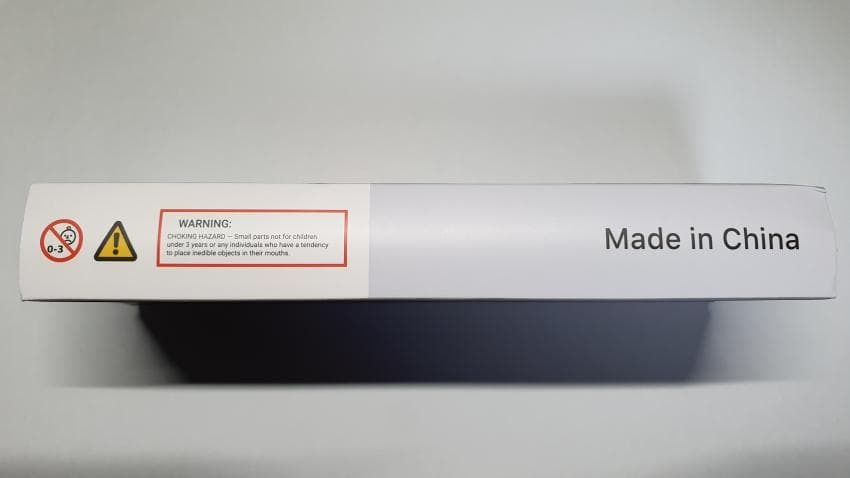 0-3
WARNING:
CHOKING HAZARD — Small parts not for children
under 3 years or any individuals who have a tendency
to place inedible objects in their mouths.
Made in China